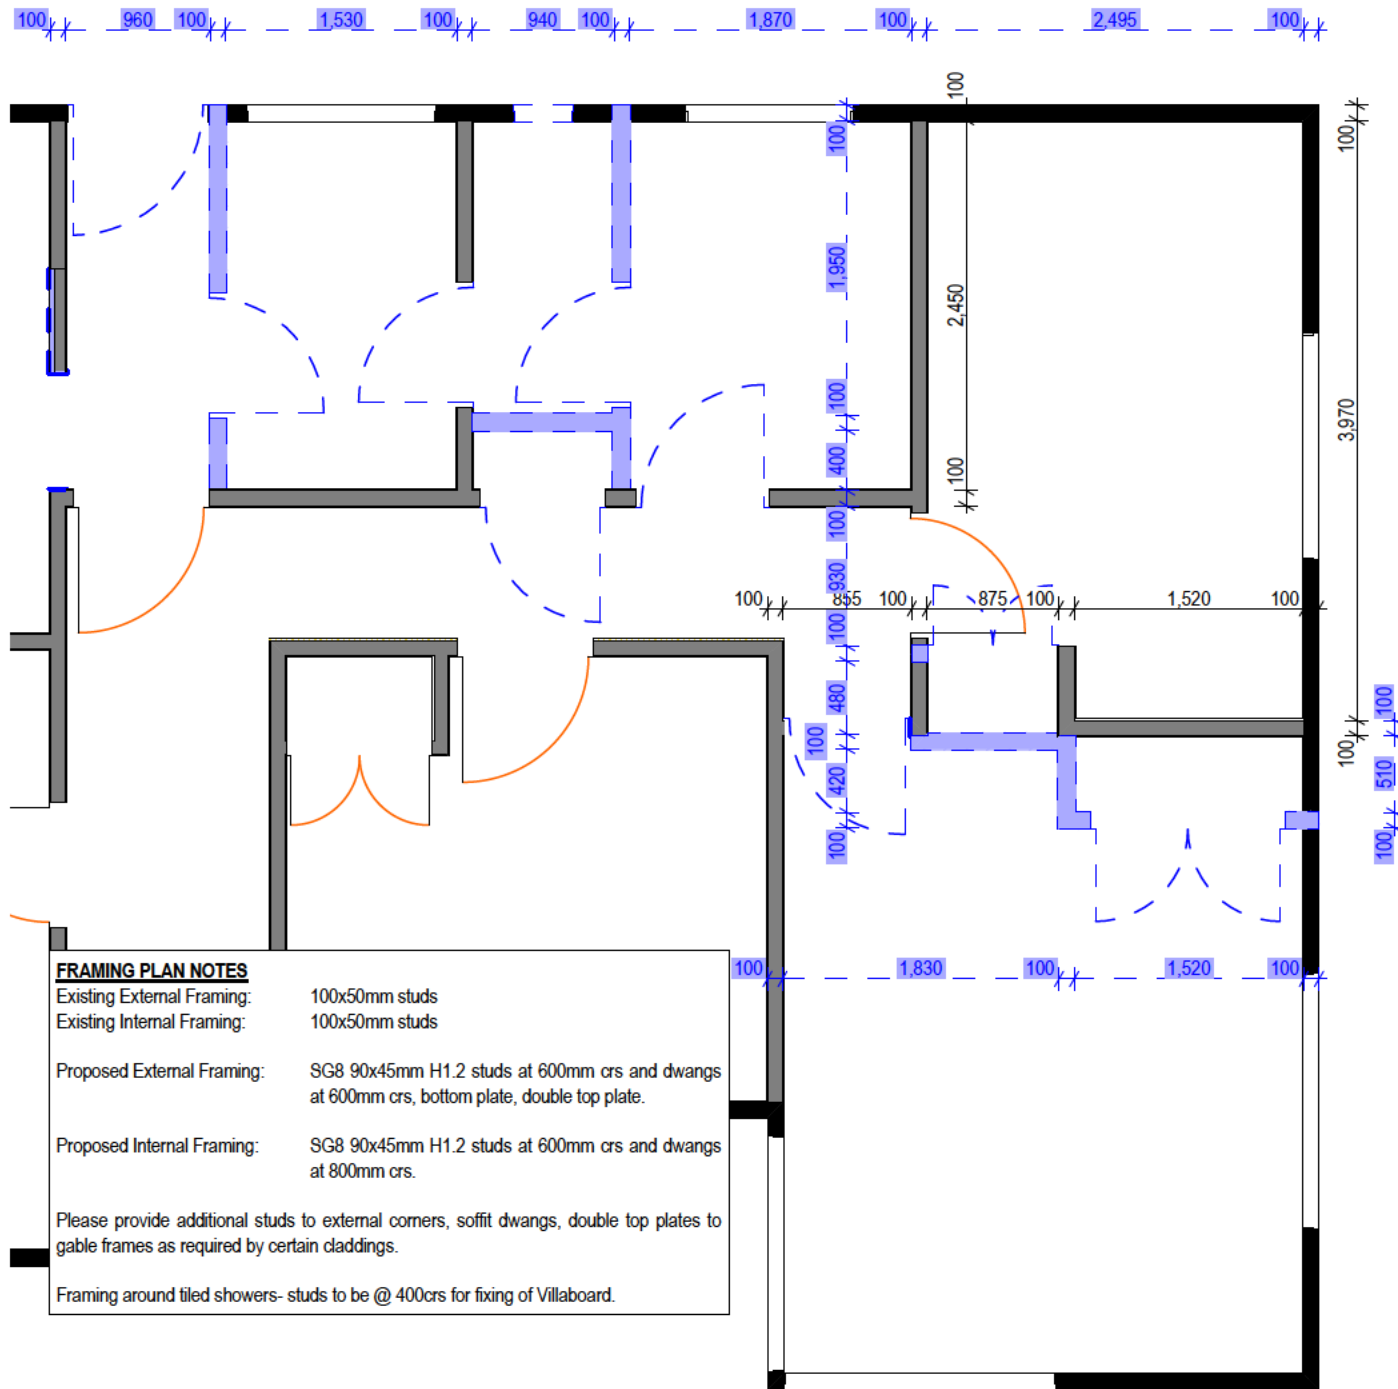 100 960 100 1,530 100 940 100 1,870 100 2,495 100
100
100 100
1,950
2,450
3,970
100
400 100
100
930
100 855 100 875 100 1,520 100
100
480
100
100
100
420
510
100
100
100 1,830 100 1,520 100
FRAMING PLAN NOTES
Existing External Framing: 100x50mm studs
Existing Internal Framing: 100x50mm studs
Proposed External Framing: SG8 90x45mm H1.2 studs at 600mm crs and dwangs
at 600mm crs, bottom plate, double top plate.
Proposed Internal Framing: SG8 90x45mm H1.2 studs at 600mm crs and dwangs
at 800mm crs.
Please provide additional studs to external corners, soffit dwangs, double top plates to
gable frames as required by certain claddings.
Framing around tiled showers- studs to be @ 400crs for fixing of Villaboard.